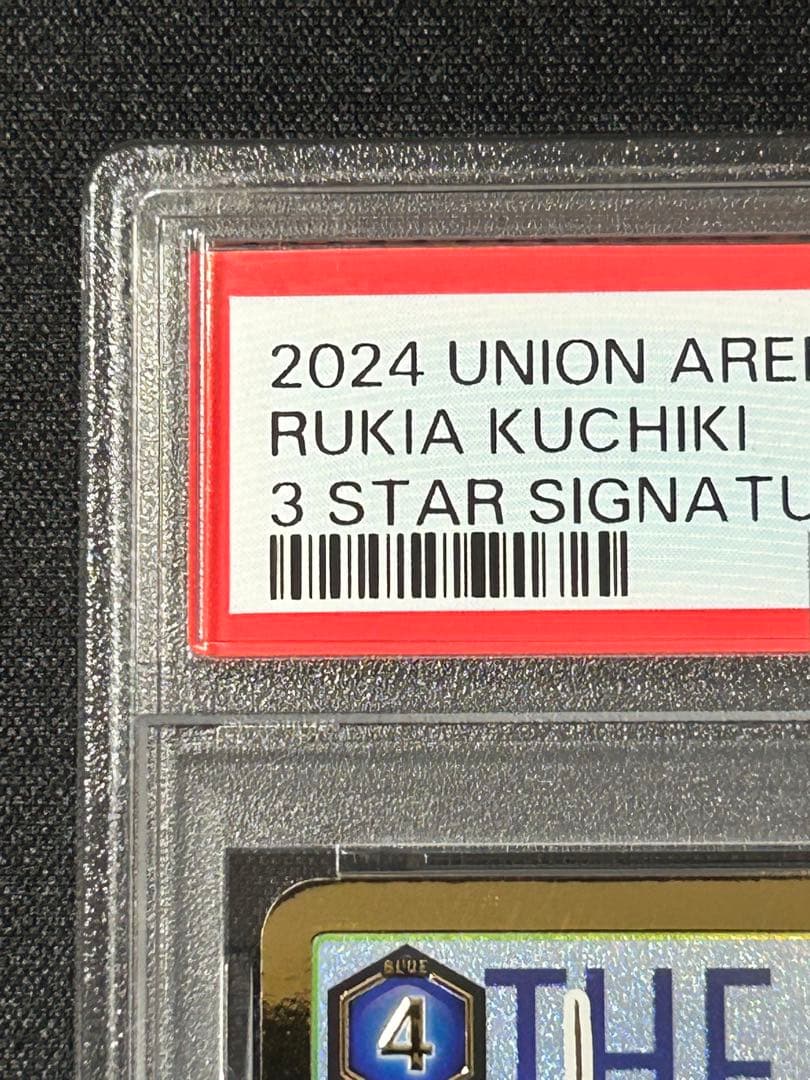 2024 UNION ARE
RUKIA KUCHIKI
3 STAR SIGNATU
BLUE
4
THE